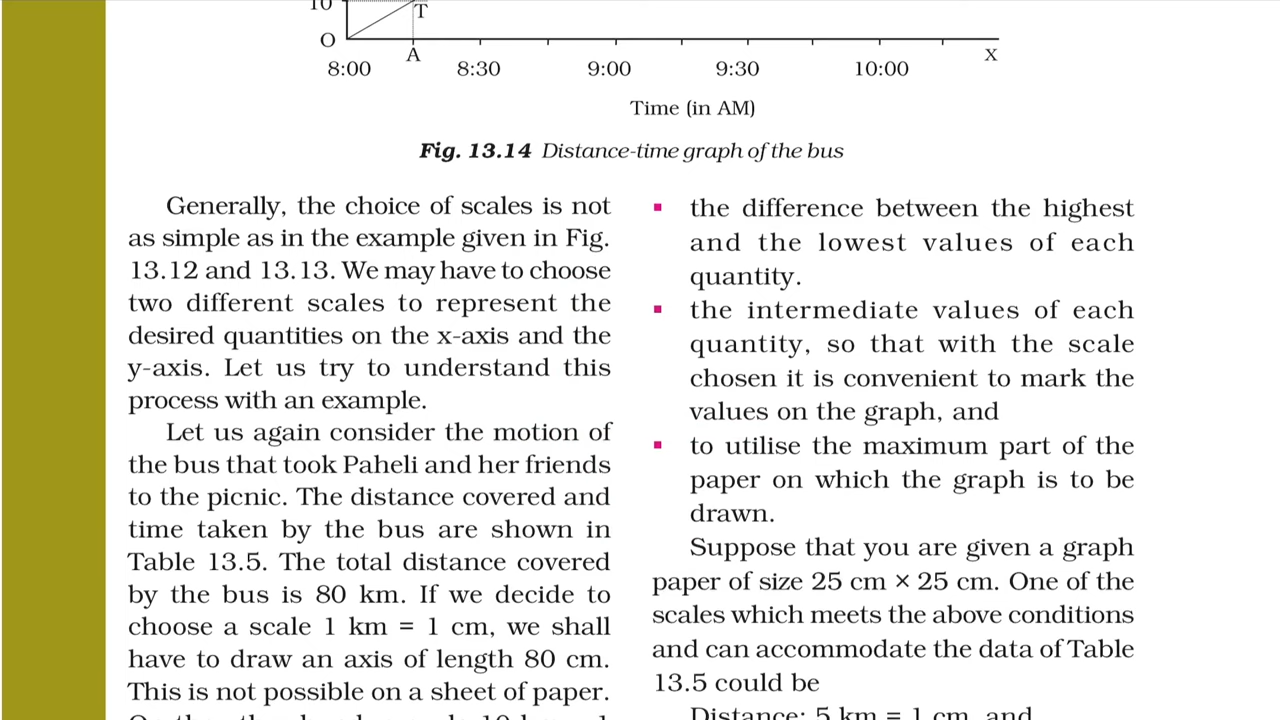 10
T
O
A
X
8:00 8:30 9:00 9:30 10:00
Time (in AM)
Fig. 13.14 Distance-time graph of the bus
Generally, the choice of scales is not
as simple as in the example given in Fig.
13.12 and 13.13. We may have to choose
two different scales to represent the
desired quantities on the x-axis and the
y-axis. Let us try to understand this
process with an example.
Let us again consider the motion of
the bus that took Paheli and her friends
to the picnic. The distance covered and
time taken by the bus are shown in
Table 13.5. The total distance covered
by the bus is 80 km. If we decide to
choose a scale 1 km = 1 cm, we shall
have to draw an axis of length 80 cm.
This is not possible on a sheet of paper.
the difference between the highest
and the lowest values of each
quantity.
the intermediate values of each
quantity, so that with the scale
chosen it is convenient to mark the
values on the graph, and
to utilise the maximum part of the
paper on which the graph is to be
drawn.
Suppose that you are given a graph
paper of size 25 cm × 25 cm. One of the
scales which meets the above conditions
and can accommodate the data of Table
13.5 could be
Distance: 5 km = 1 cm, and